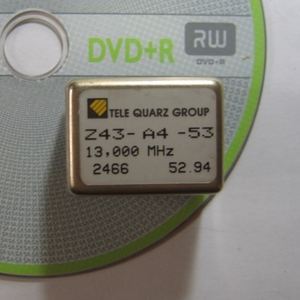 DVD+R
RW
DVD+R
TELE QUARZ GROUP
Z43-A4-53
13,000 MHz
2466 52.94